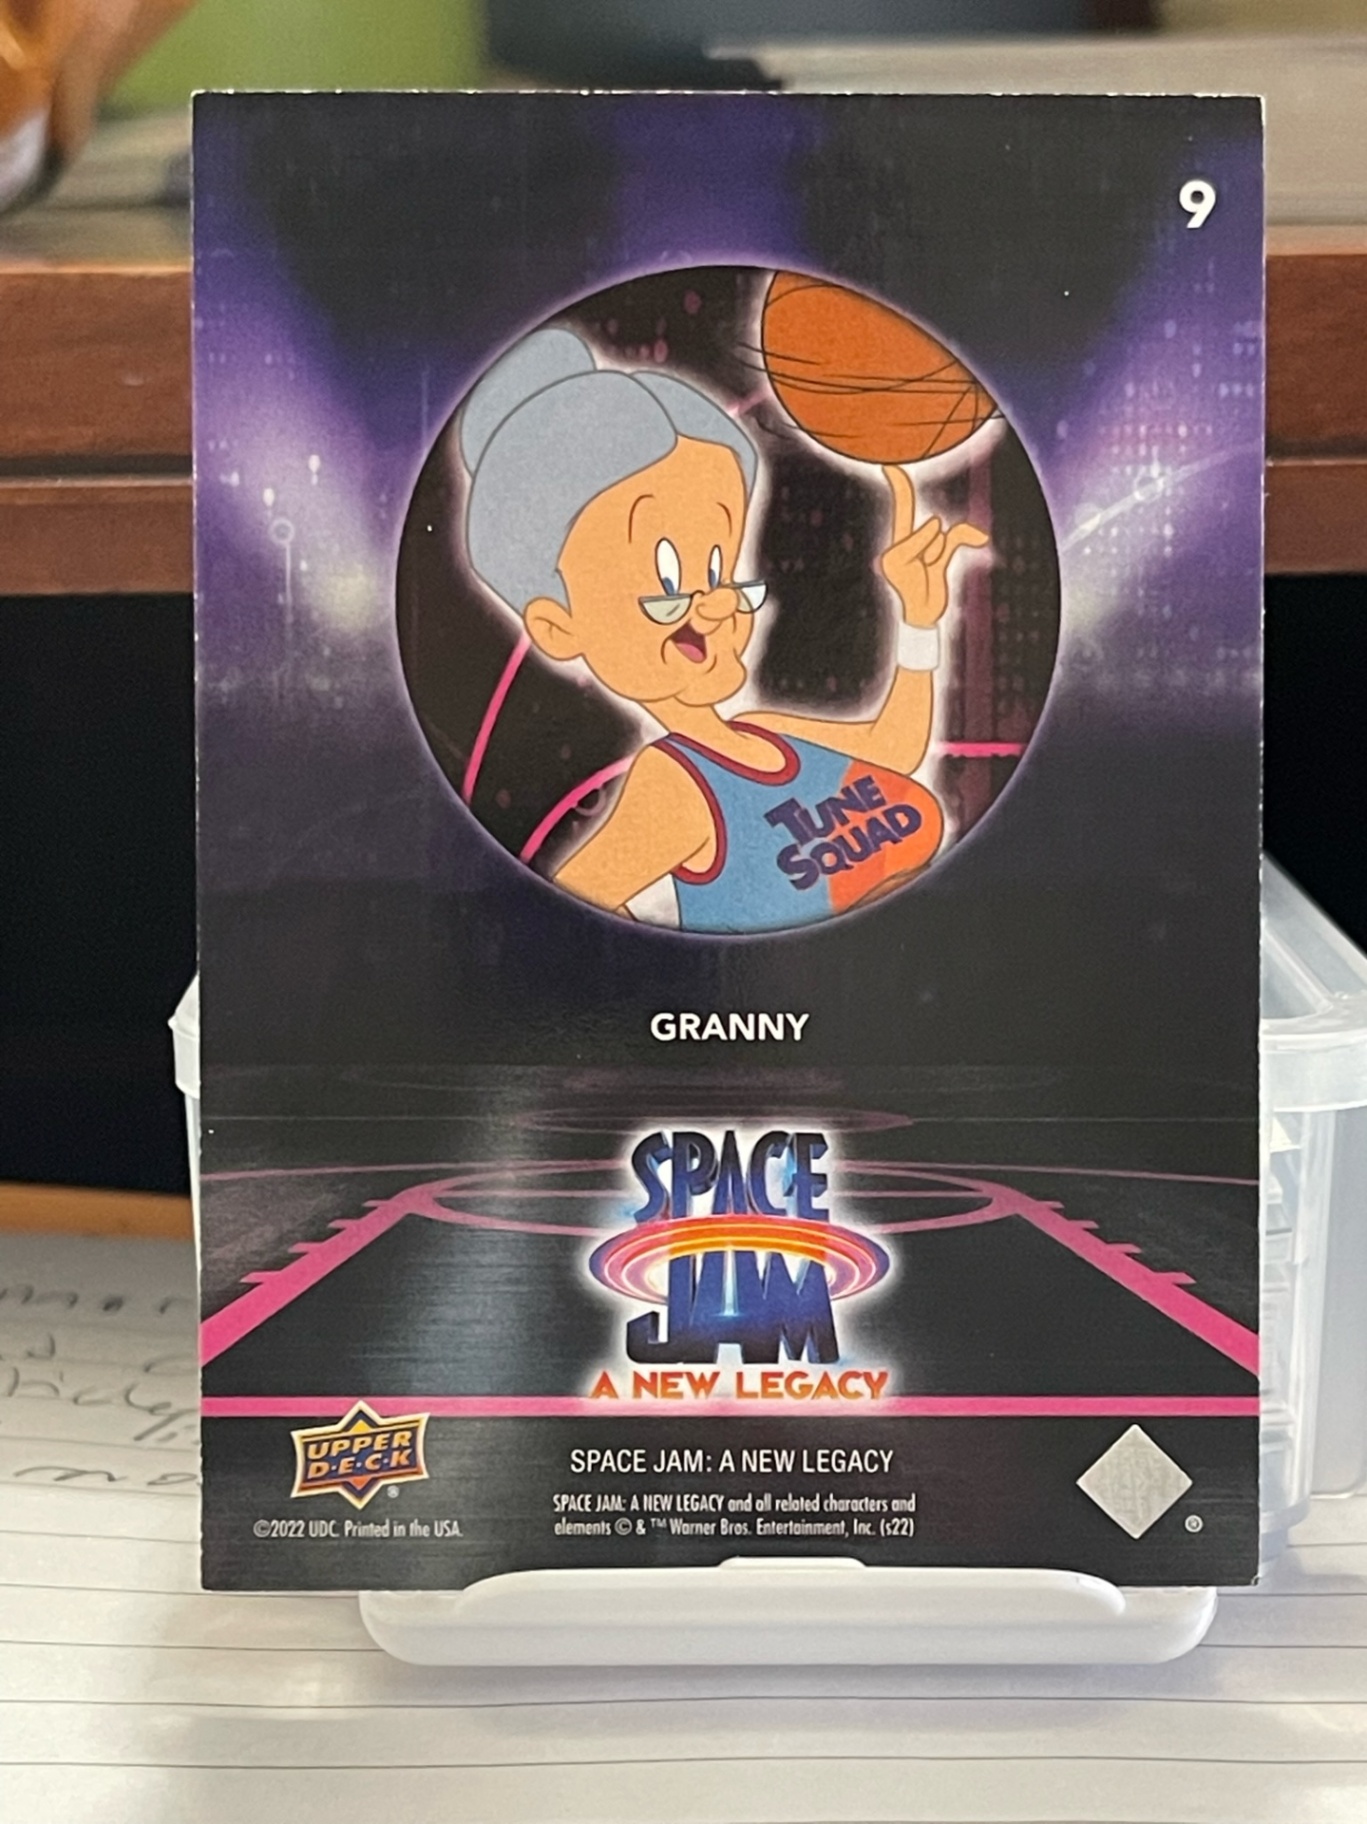 9
TUNE
SQUAD
GRANNY
SPACE
JAM
A NEW LEGACY
UPPER
D·E·C·K
®
SPACE JAM: A NEW LEGACY
SPACE JAM: A NEW LEGACY and all related characters and
elements © & ™ Warner Bros. Entertainment, Inc. (s22)
©2022 UDC. Printed in the USA.
®